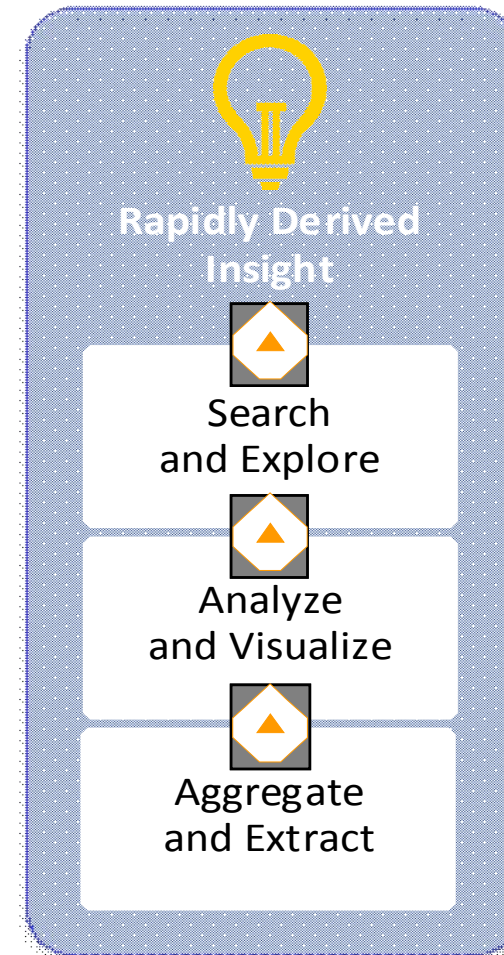 Rapidly Derived
Insight
Search
and Explore
Analyze
and Visualize
Aggregate
and Extract